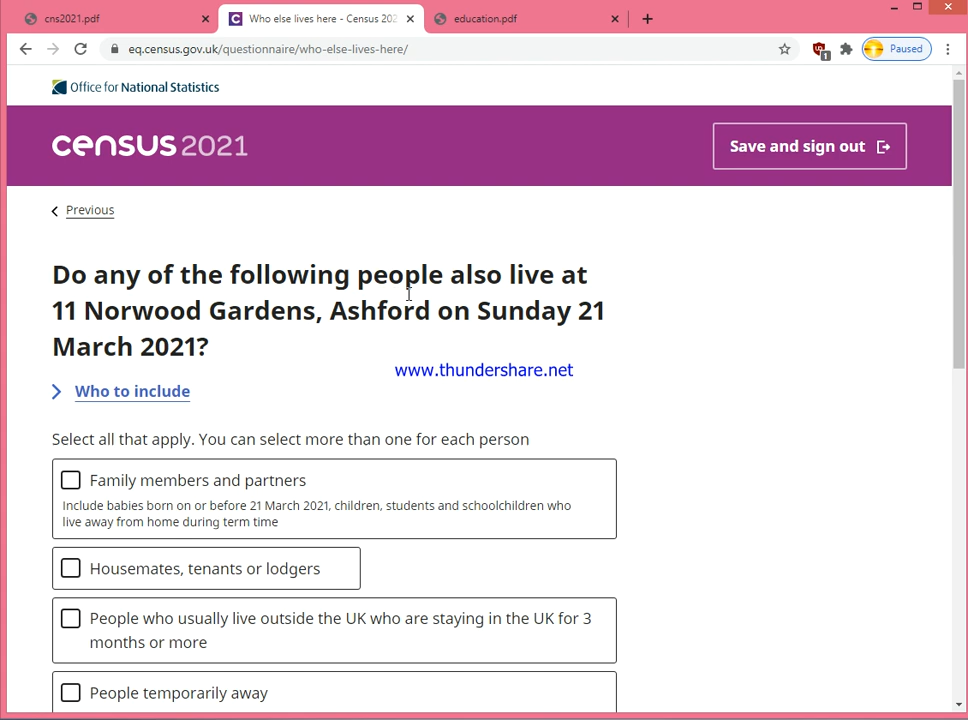 cns2021.pdf
Who else lives here - Census 202
education.pdf
eq.census.gov.uk/questionnaire/who-else-lives-here/
1
Paused
Office for National Statistics
census 2021
Save and sign out
Previous
Do any of the following people also live at
11 Norwood Gardens, Ashford on Sunday 21
March 2021?
www.thundershare.net
Who to include
Select all that apply. You can select more than one for each person
Family members and partners
Include babies born on or before 21 March 2021, children, students and schoolchildren who
live away from home during term time
Housemates, tenants or lodgers
People who usually live outside the UK who are staying in the UK for 3
months or more
People temporarily away